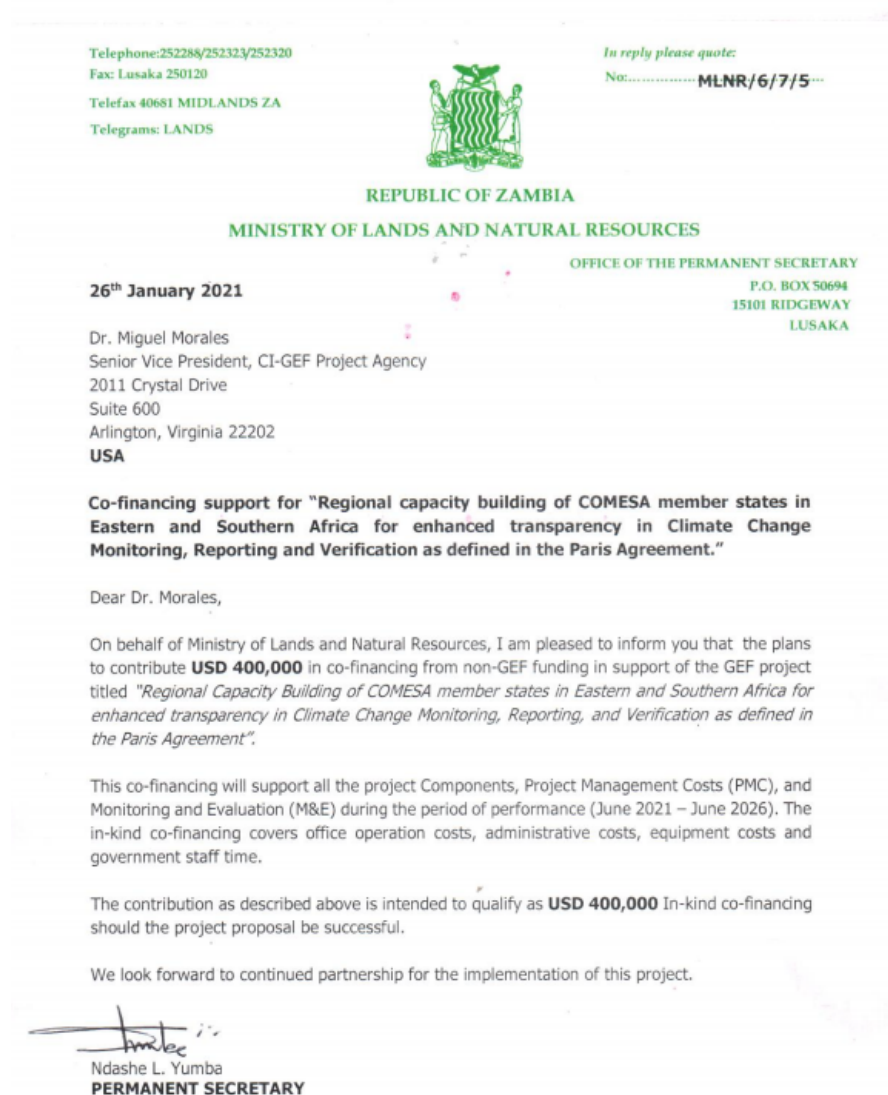 Telephone:252288/252323/252320
Fax: Lusaka 250120
Telefax 40681 MIDLANDS ZA
Telegrams: LANDS
In reply please quote:
No:................MLNR/6/7/5...
REPUBLIC OF ZAMBIA
MINISTRY OF LANDS AND NATURAL RESOURCES
OFFICE OF THE PERMANENT SECRETARY
P.O. BOX 50694
15101 RIDGEWAY
LUSAKA
26th January 2021
Dr. Miguel Morales
Senior Vice President, CI-GEF Project Agency
2011 Crystal Drive
Suite 600
Arlington, Virginia 22202
USA
Co-financing support for “Regional capacity building of COMESA member states in
Eastern and Southern Africa for enhanced transparency in Climate Change
Monitoring, Reporting and Verification as defined in the Paris Agreement.”
Dear Dr. Morales,
On behalf of Ministry of Lands and Natural Resources, I am pleased to inform you that the plans
to contribute USD 400,000 in co-financing from non-GEF funding in support of the GEF project
titled "Regional Capacity Building of COMESA member states in Eastern and Southern Africa for
enhanced transparency in Climate Change Monitoring, Reporting, and Verification as defined in
the Paris Agreement".
This co-financing will support all the project Components, Project Management Costs (PMC), and
Monitoring and Evaluation (M&E) during the period of performance (June 2021 – June 2026). The
in-kind co-financing covers office operation costs, administrative costs, equipment costs and
government staff time.
The contribution as described above is intended to qualify as USD 400,000 In-kind co-financing
should the project proposal be successful.
We look forward to continued partnership for the implementation of this project.
Ndashe L. Yumba
PERMANENT SECRETARY